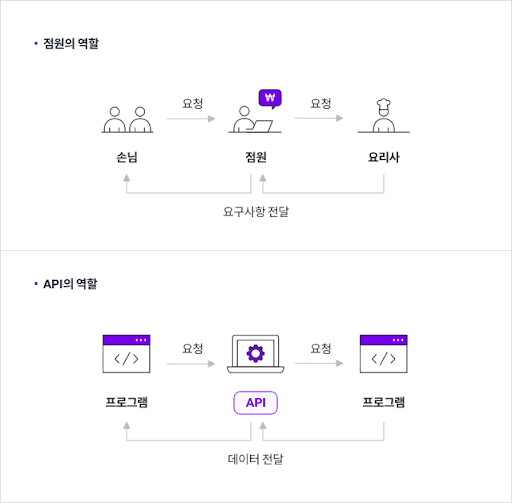 • 점원의 역할
요청
₩
요청
손님
점원
요리사
요구사항 전달
• API의 역할
요청
요청
</>
</>
프로그램
API
프로그램
데이터 전달